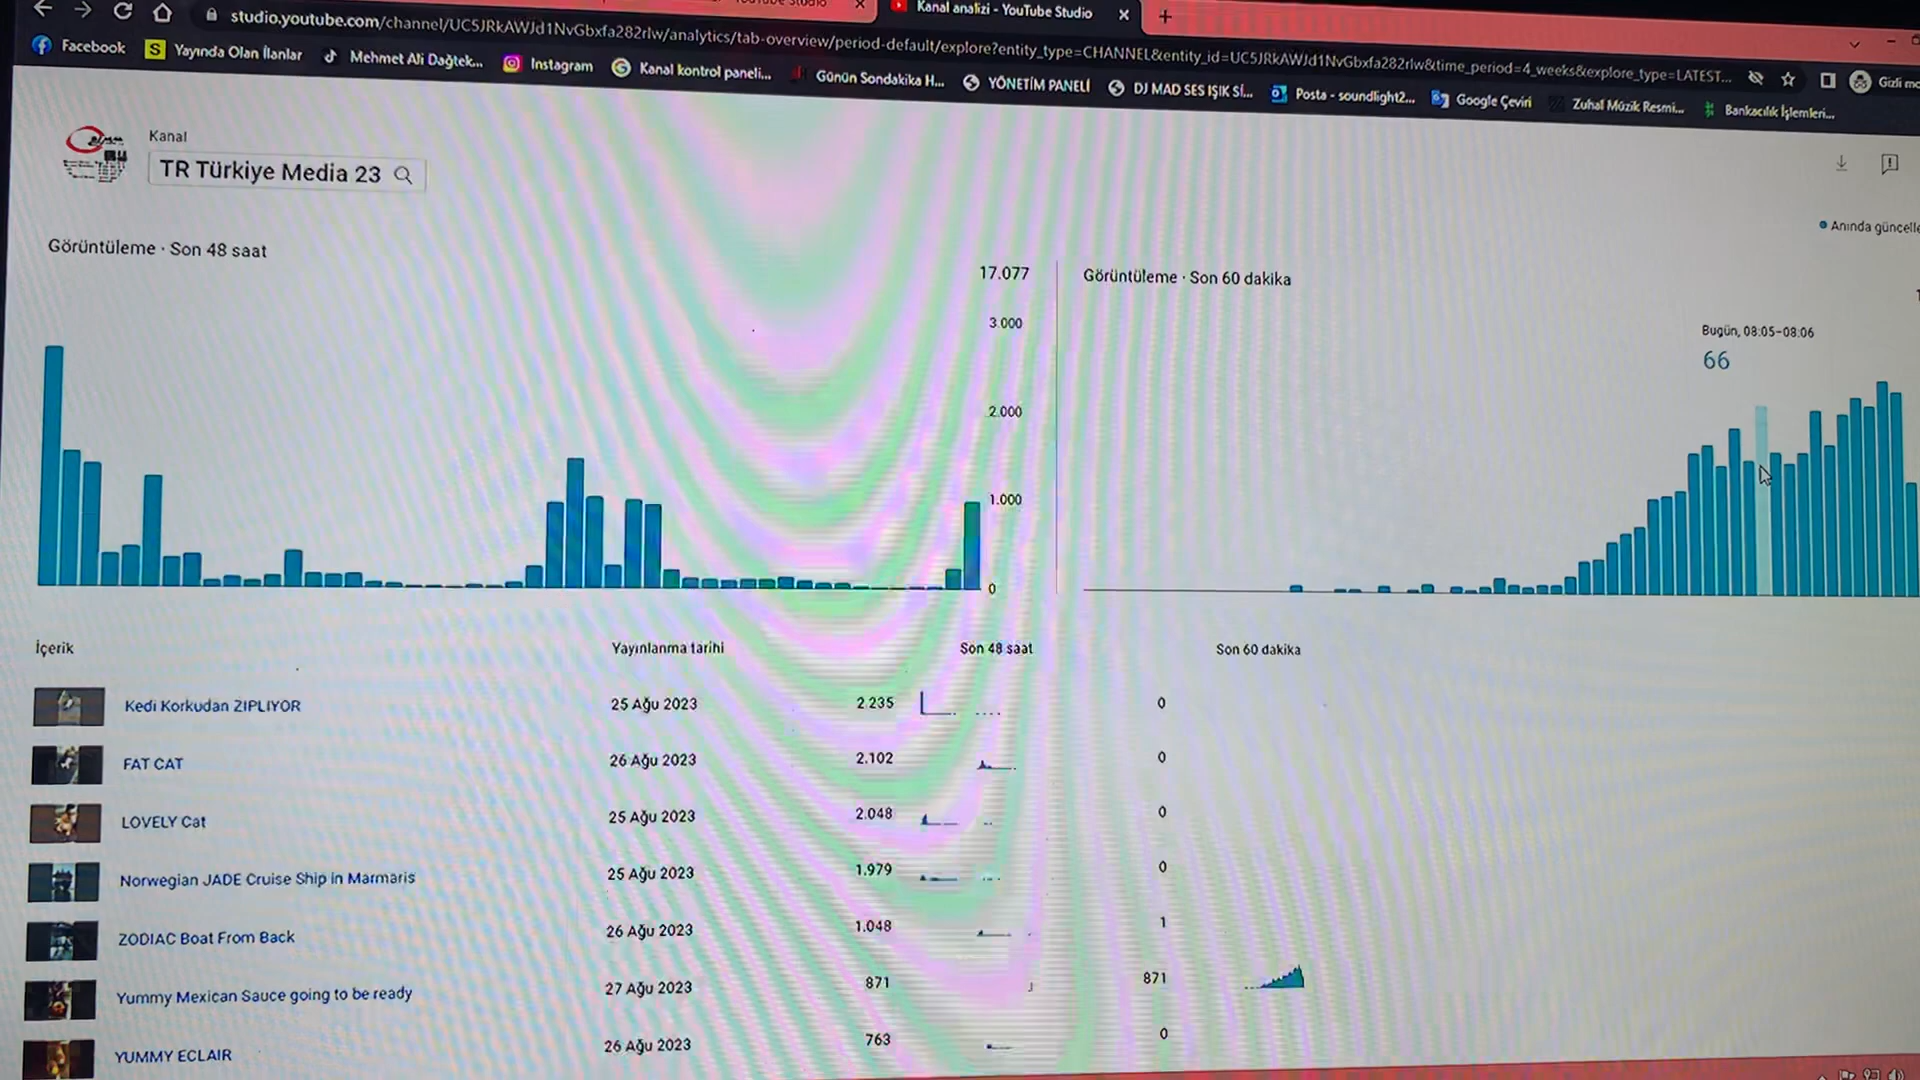 Kanal analizi - YouTube Studio
studio.youtube.com/channel/UC5JRkAWJd1NvGbxfa282rlw/analytics/tab-overview/period-default/explore?entity_type=CHANNEL&entity_id=UC5JRkAWJd1NvGbxfa282rlw&time_period=4_weeks&explore_type=LATEST...
Gizli mo
Facebook Yayında Olan İlanlar Mehmet Ali Dağtek... Instagram Kanal kontrol paneli... Günün Sondakika H... YÖNETİM PANELİ DJ MAD SES IŞIK Sİ... Posta - soundlight2... Google Çeviri Zuhal Müzik Resmi... Bankacılık İşlemleri...
Kanal
TR Türkiye Media 23
Anında güncelle
Görüntüleme · Son 48 saat
17.077
3.000
2.000
1.000
0
Görüntüleme · Son 60 dakika
Bugün, 08:05–08:06
66
İçerik Yayınlanma tarihi Son 48 saat Son 60 dakika
Kedi Korkudan ZIPLIYOR 25 Ağu 2023 2.235 0
FAT CAT 26 Ağu 2023 2.102 0
LOVELY Cat 25 Ağu 2023 2.048 0
Norwegian JADE Cruise Ship in Marmaris 25 Ağu 2023 1.979 0
ZODIAC Boat From Back 26 Ağu 2023 1.048 1
Yummy Mexican Sauce going to be ready 27 Ağu 2023 871 871
YUMMY ECLAIR 26 Ağu 2023 763 0